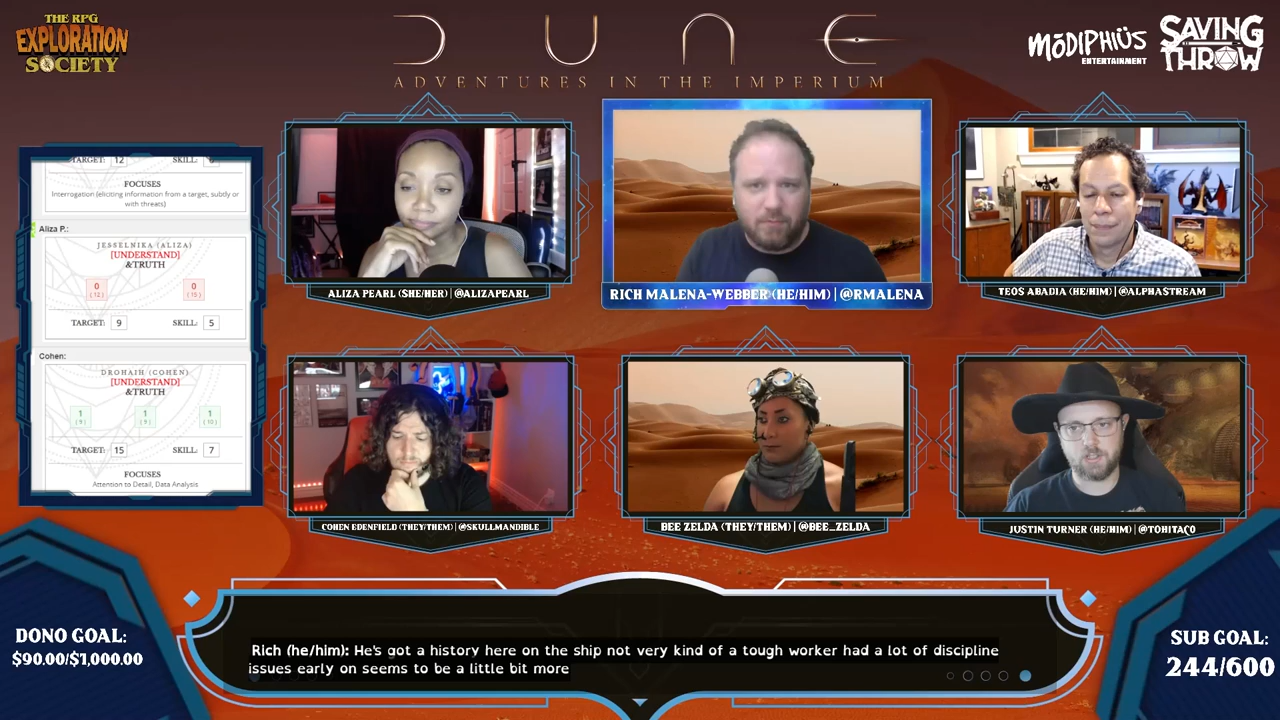 THE RPG
EXPLORATION
SOCIETY
DUNE
ADVENTURES IN THE IMPERIUM
MŌDIPHIÜS
ENTERTAINMENT
SAVING
THROW
TARGET: 12 SKILL:
FOCUSES
Interrogation (eliciting information from a target, subtly or
with threats)
Aliza P.:
JESSELNIKA (ALIZA)
[UNDERSTAND]
&TRUTH
0 0
(12) (15)
TARGET: 9 SKILL: 5
Cohen:
DROHAIH (COHEN)
[UNDERSTAND]
&TRUTH
1 1 1
(9) (9) (10)
TARGET: 15 SKILL: 7
FOCUSES
Attention to Detail, Data Analysis
ALIZA PEARL (SHE/HER) | @ALIZAPEARL
RICH MALENA-WEBBER (HE/HIM) | @RMALENA
TEOS ABADIA (HE/HIM) | @ALPHASTREAM
COHEN EDENFIELD (THEY/THEM) | @SKULLMANDIBLE
BEE ZELDA (THEY/THEM) | @BEE_ZELDA
JUSTIN TURNER (HE/HIM) | @TOHITACO
DONO GOAL:
$90.00/$1,000.00
Rich (he/him): He's got a history here on the ship not very kind of a tough worker had a lot of discipline
issues early on seems to be a little bit more
SUB GOAL:
244/600